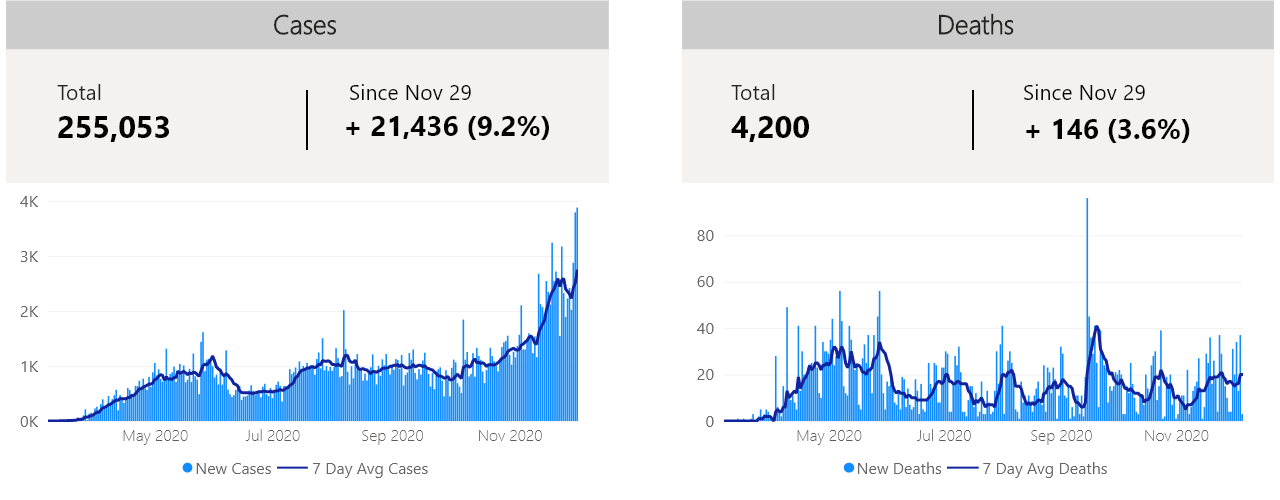 Cases
Total
Since Nov 29
255,053
+ 21,436 (9.2%)
4K
3K
2K
1K
0K
May 2020
Jul 2020
Sep 2020
Nov 2020
New Cases
7 Day Avg Cases
Deaths
Total
Since Nov 29
4,200
+ 146 (3.6%)
80
60
40
20
0
May 2020
Jul 2020
Sep 2020
Nov 2020
New Deaths
7 Day Avg Deaths